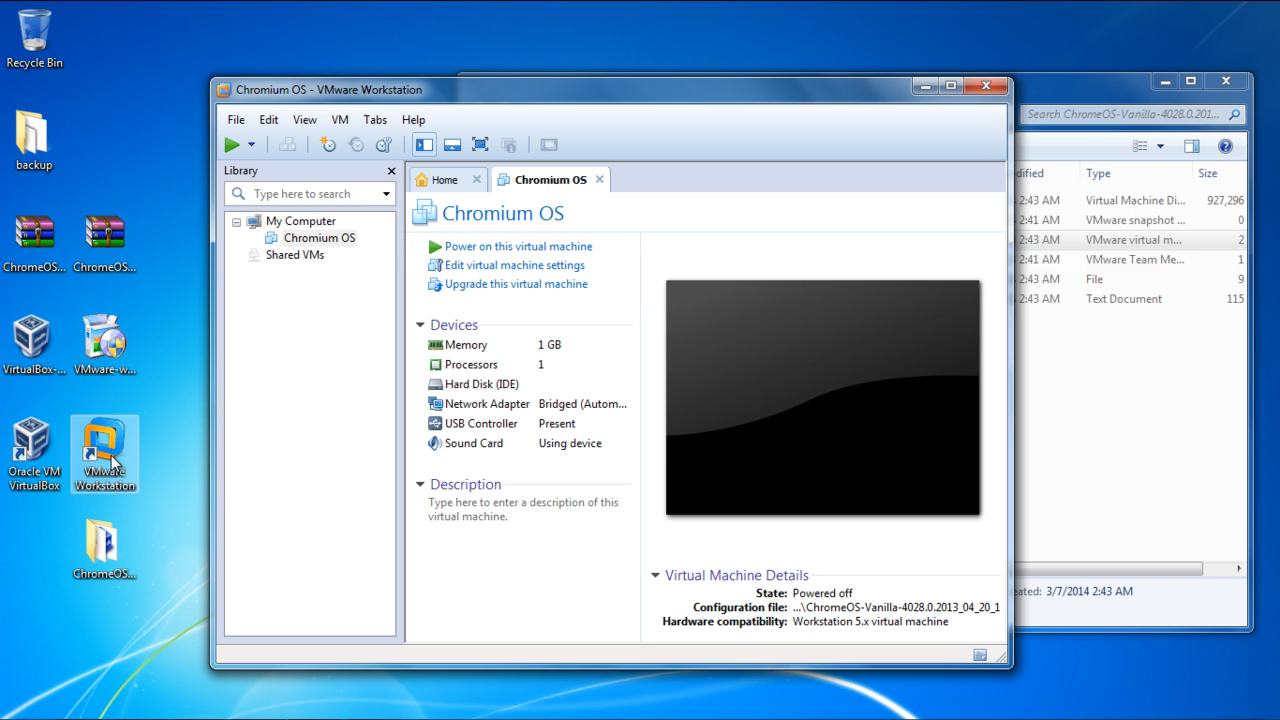 Recycle Bin
backup
ChromeOS...
ChromeOS...
VirtualBox-...
VMware-w...
Oracle VM
VirtualBox
VMware
Workstation
ChromeOS...
Chromium OS - VMware Workstation
File Edit View VM Tabs Help
Library
Type here to search
My Computer
Chromium OS
Shared VMs
Home
Chromium OS
Chromium OS
Power on this virtual machine
Edit virtual machine settings
Upgrade this virtual machine
Devices
Memory 1 GB
Processors 1
Hard Disk (IDE)
Network Adapter Bridged (Autom...
USB Controller Present
Sound Card Using device
Description
Type here to enter a description of this
virtual machine.
Virtual Machine Details
State: Powered off
Configuration file: ...\ChromeOS-Vanilla-4028.0.2013_04_20_1
Hardware compatibility: Workstation 5.x virtual machine
Search ChromeOS-Vanilla-4028.0.201...
dified Type Size
2:43 AM Virtual Machine Di... 927,296
2:41 AM VMware snapshot ... 0
2:43 AM VMware virtual m... 2
2:41 AM VMware Team Me... 1
2:43 AM File 9
2:43 AM Text Document 115
eated: 3/7/2014 2:43 AM